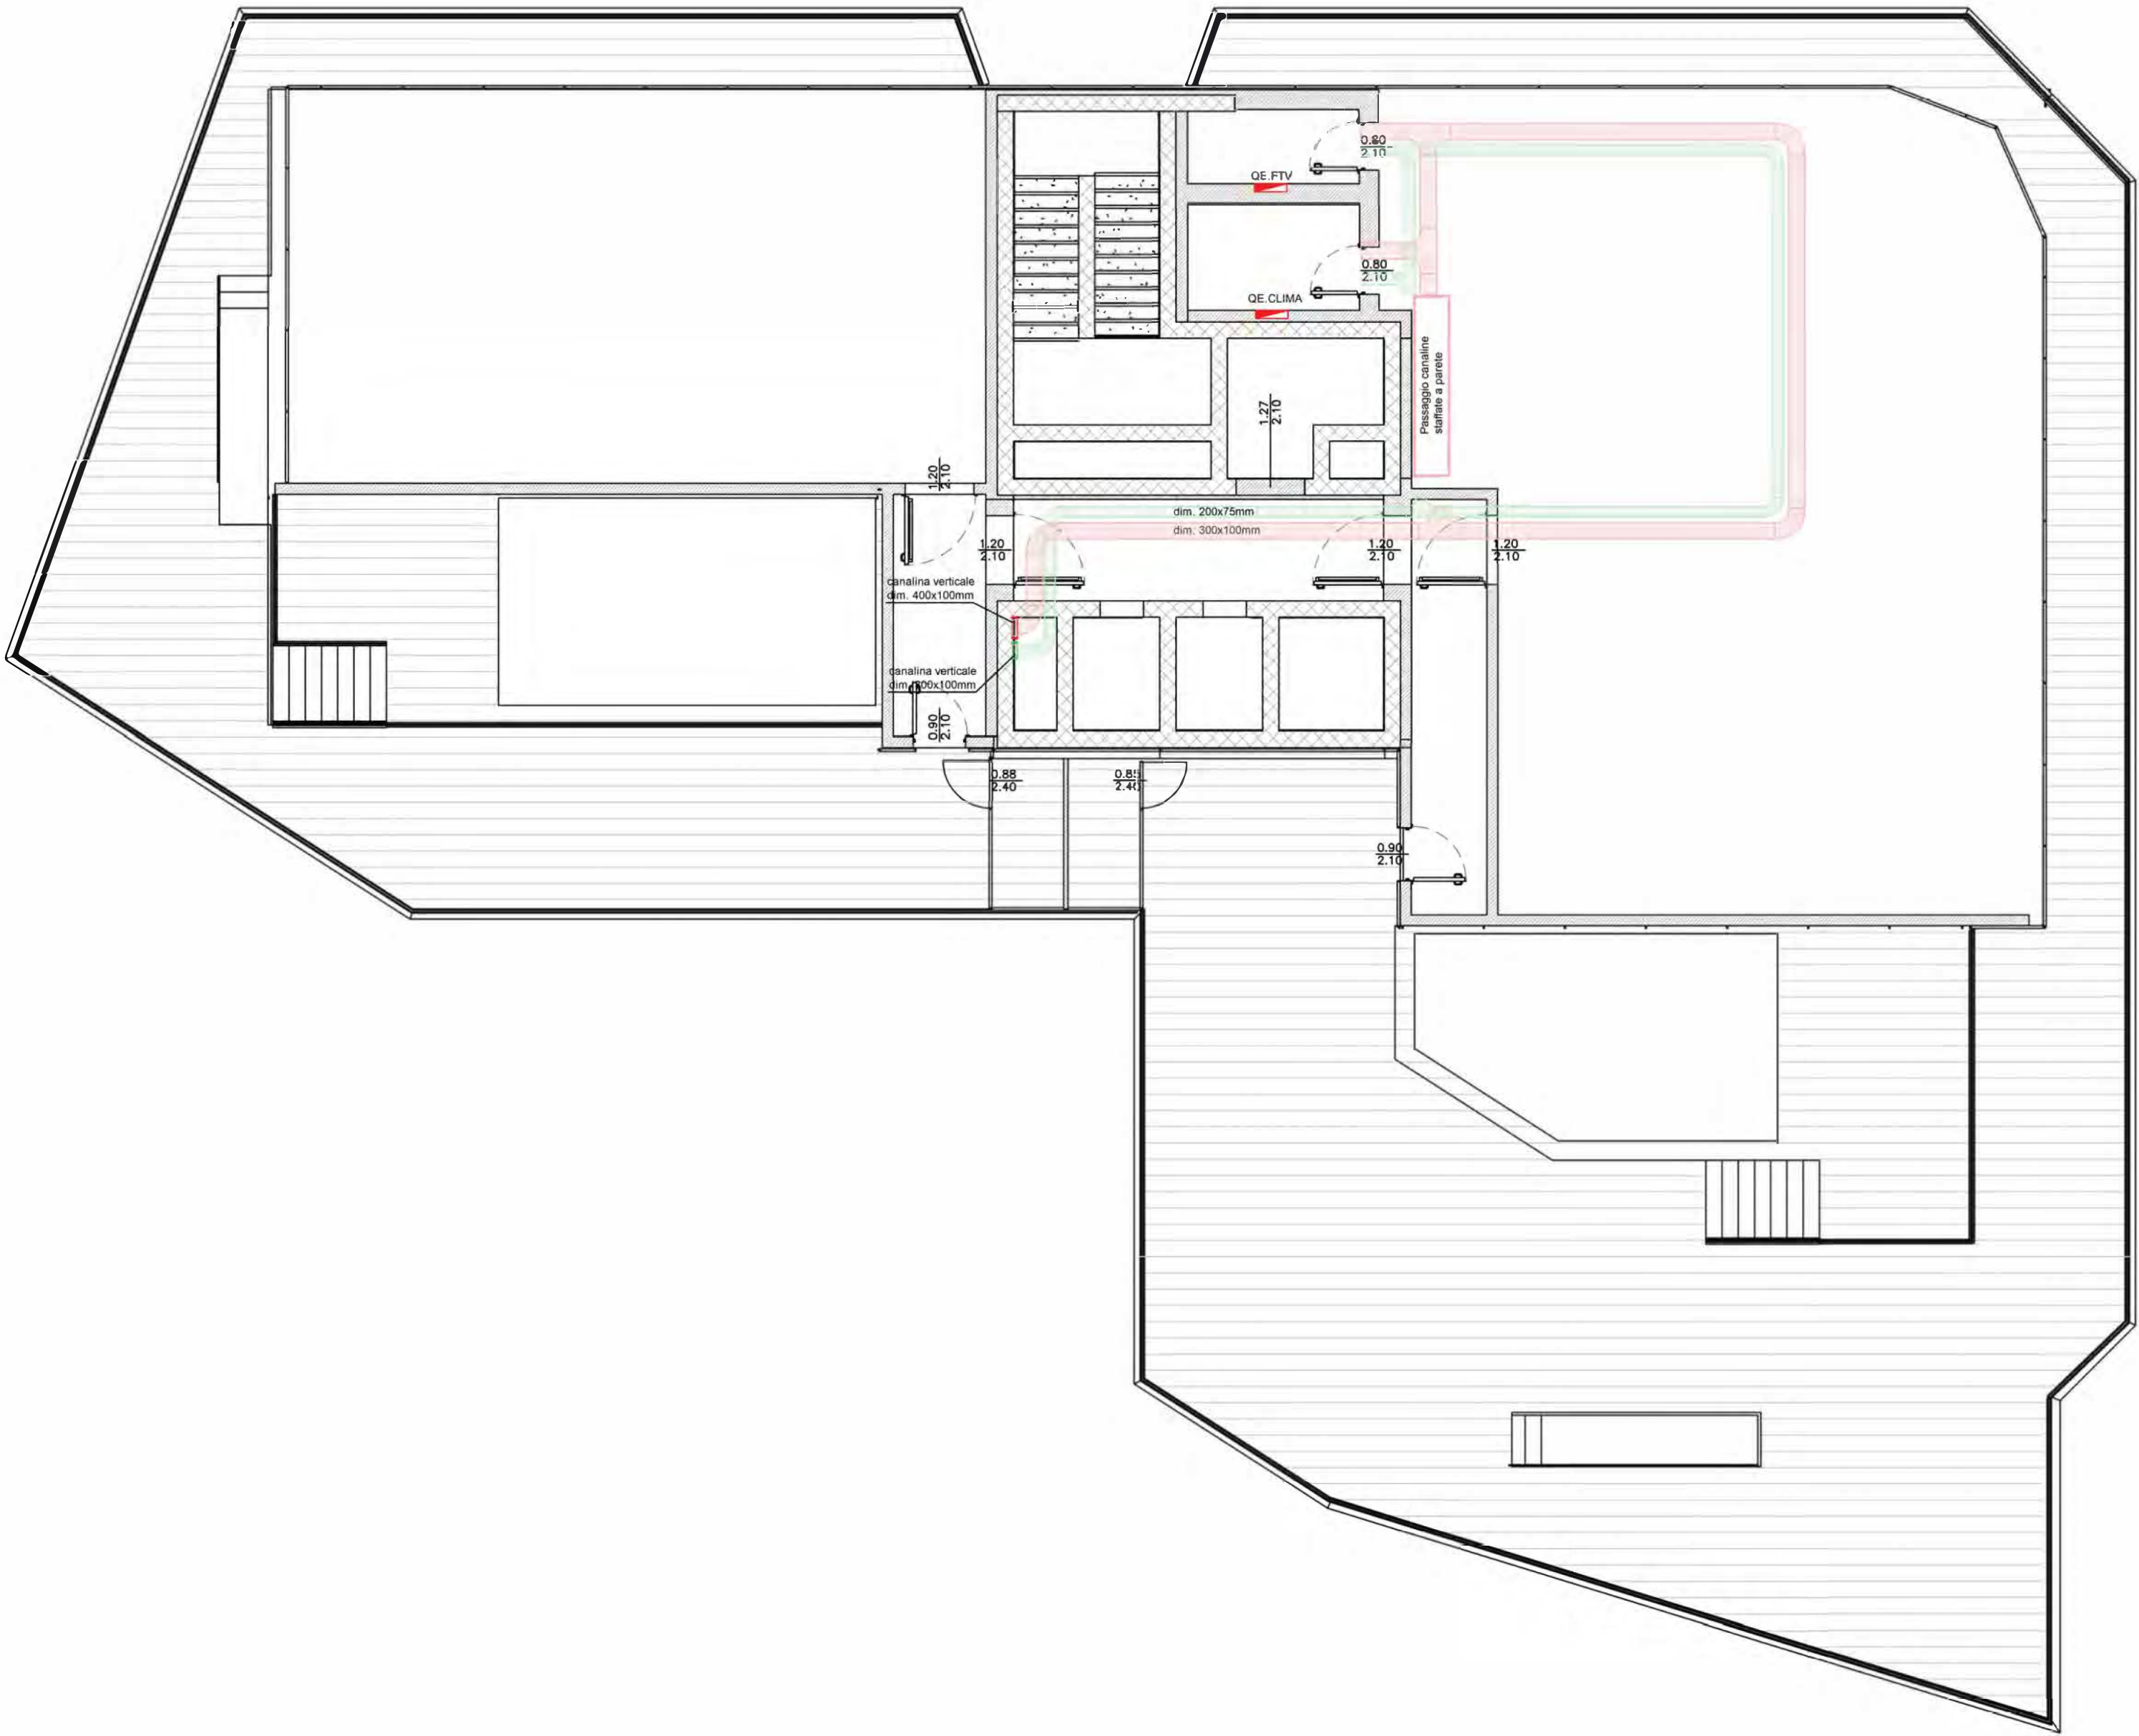 0.80
2.10
QE.FTV
0.80
2.10
QE.CLIMA
Passaggio canaline
staffate a parete
1.27
2.10
1.20
2.10
dim. 200x75mm
dim. 300x100mm
1.20
2.10
1.20
2.10
1.20
2.10
canalina verticale
dim. 400x100mm
canalina verticale
dim.
0.90
2.10
0.88
2.40
0.90
2.10